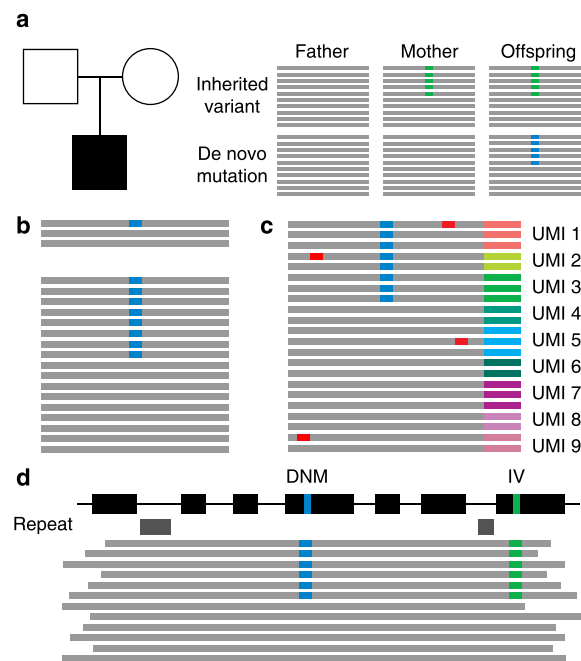 a
Father Mother Offspring
Inherited
variant
De novo
mutation
b
c
UMI 1
UMI 2
UMI 3
UMI 4
UMI 5
UMI 6
UMI 7
UMI 8
UMI 9
d
DNM IV
Repeat